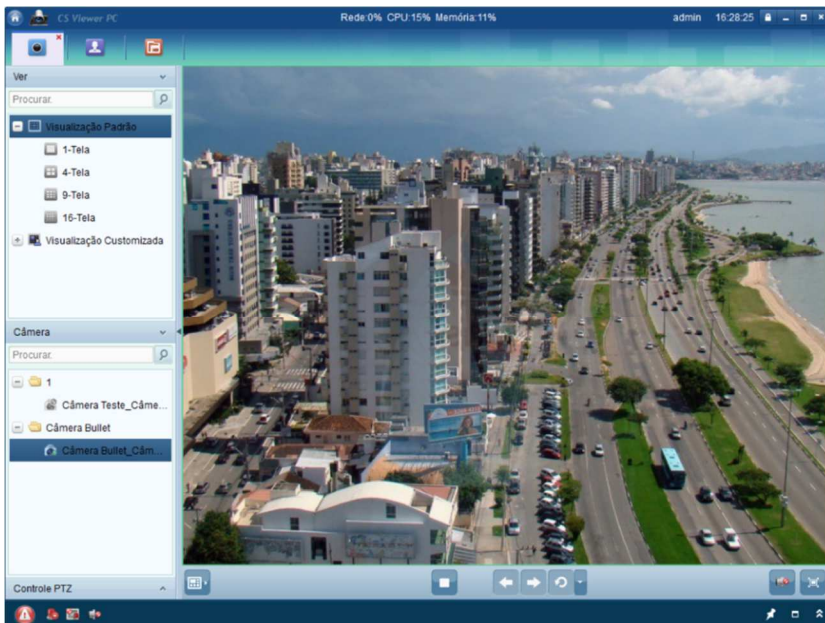 CS Viewer PC
Rede:0% CPU:15% Memória:11%
admin 16:28:25
Ver
Procurar.
Visualização Padrão
1-Tela
4-Tela
9-Tela
16-Tela
Visualização Customizada
Câmera
Procurar.
1
Câmera Teste_Câme...
Câmera Bullet
Câmera Bullet_Câm...
Controle PTZ